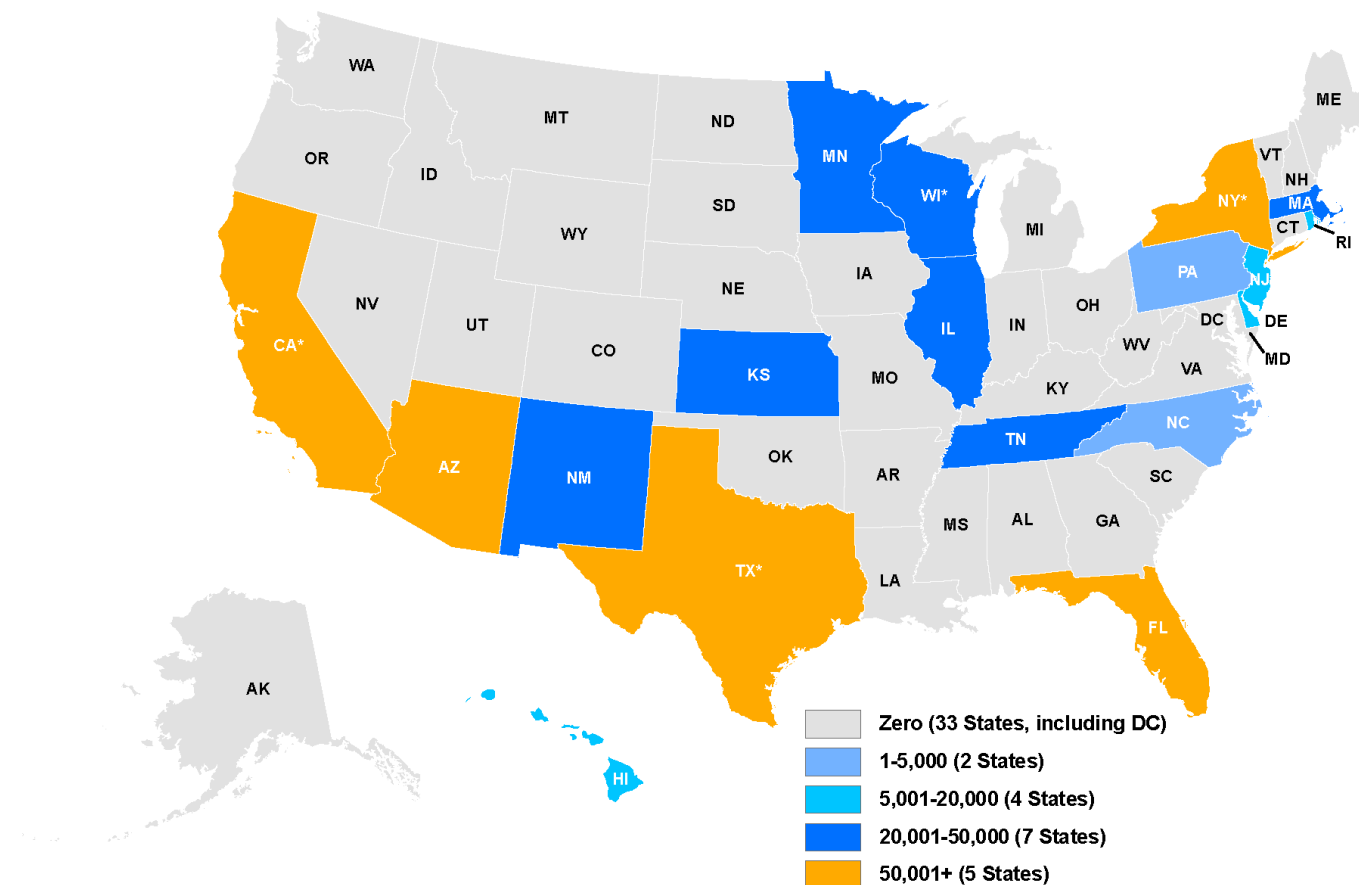 WA
ME
MT
ND
VT
MN
OR
ID
NH
WI*
NY*
MA
SD
CT
MI
WY
RI
IA
PA
NJ
NE
NV
OH
DC
DE
UT
IN
IL
CA*
WV
CO
MD
VA
KS
MO
KY
NC
TN
AZ
OK
NM
AR
SC
MS
AL
GA
TX*
LA
FL
AK
HI
Zero (33 States, including DC)
1-5,000 (2 States)
5,001-20,000 (4 States)
20,001-50,000 (7 States)
50,001+ (5 States)